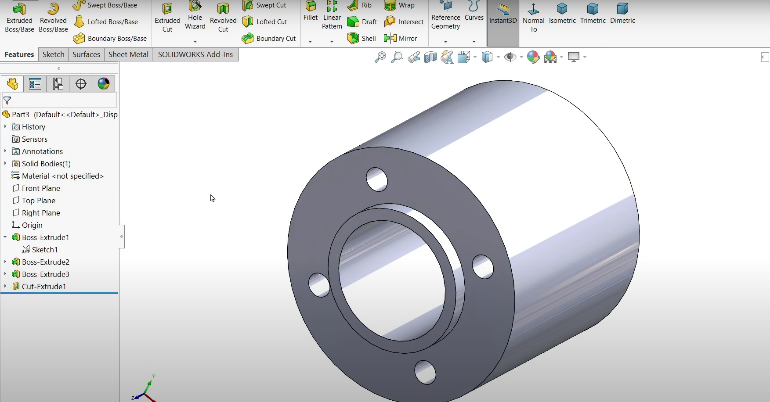 Swept Boss/Base
Extruded Boss/Base
Revolved Boss/Base
Lofted Boss/Base
Boundary Boss/Base
Extruded Cut
Hole Wizard
Revolved Cut
Swept Cut
Lofted Cut
Boundary Cut
Fillet
Linear Pattern
Rib
Draft
Shell
Wrap
Intersect
Mirror
Reference Geometry
Curves
Instant3D
Normal To
Isometric
Trimetric
Dimetric
Features
Sketch
Surfaces
Sheet Metal
SOLIDWORKS Add-Ins
Part3 (Default<<Default>_Disp
History
Sensors
Annotations
Solid Bodies(1)
Material <not specified>
Front Plane
Top Plane
Right Plane
Origin
Boss-Extrude1
Sketch1
Boss-Extrude2
Boss-Extrude3
Cut-Extrude1
Y
Z